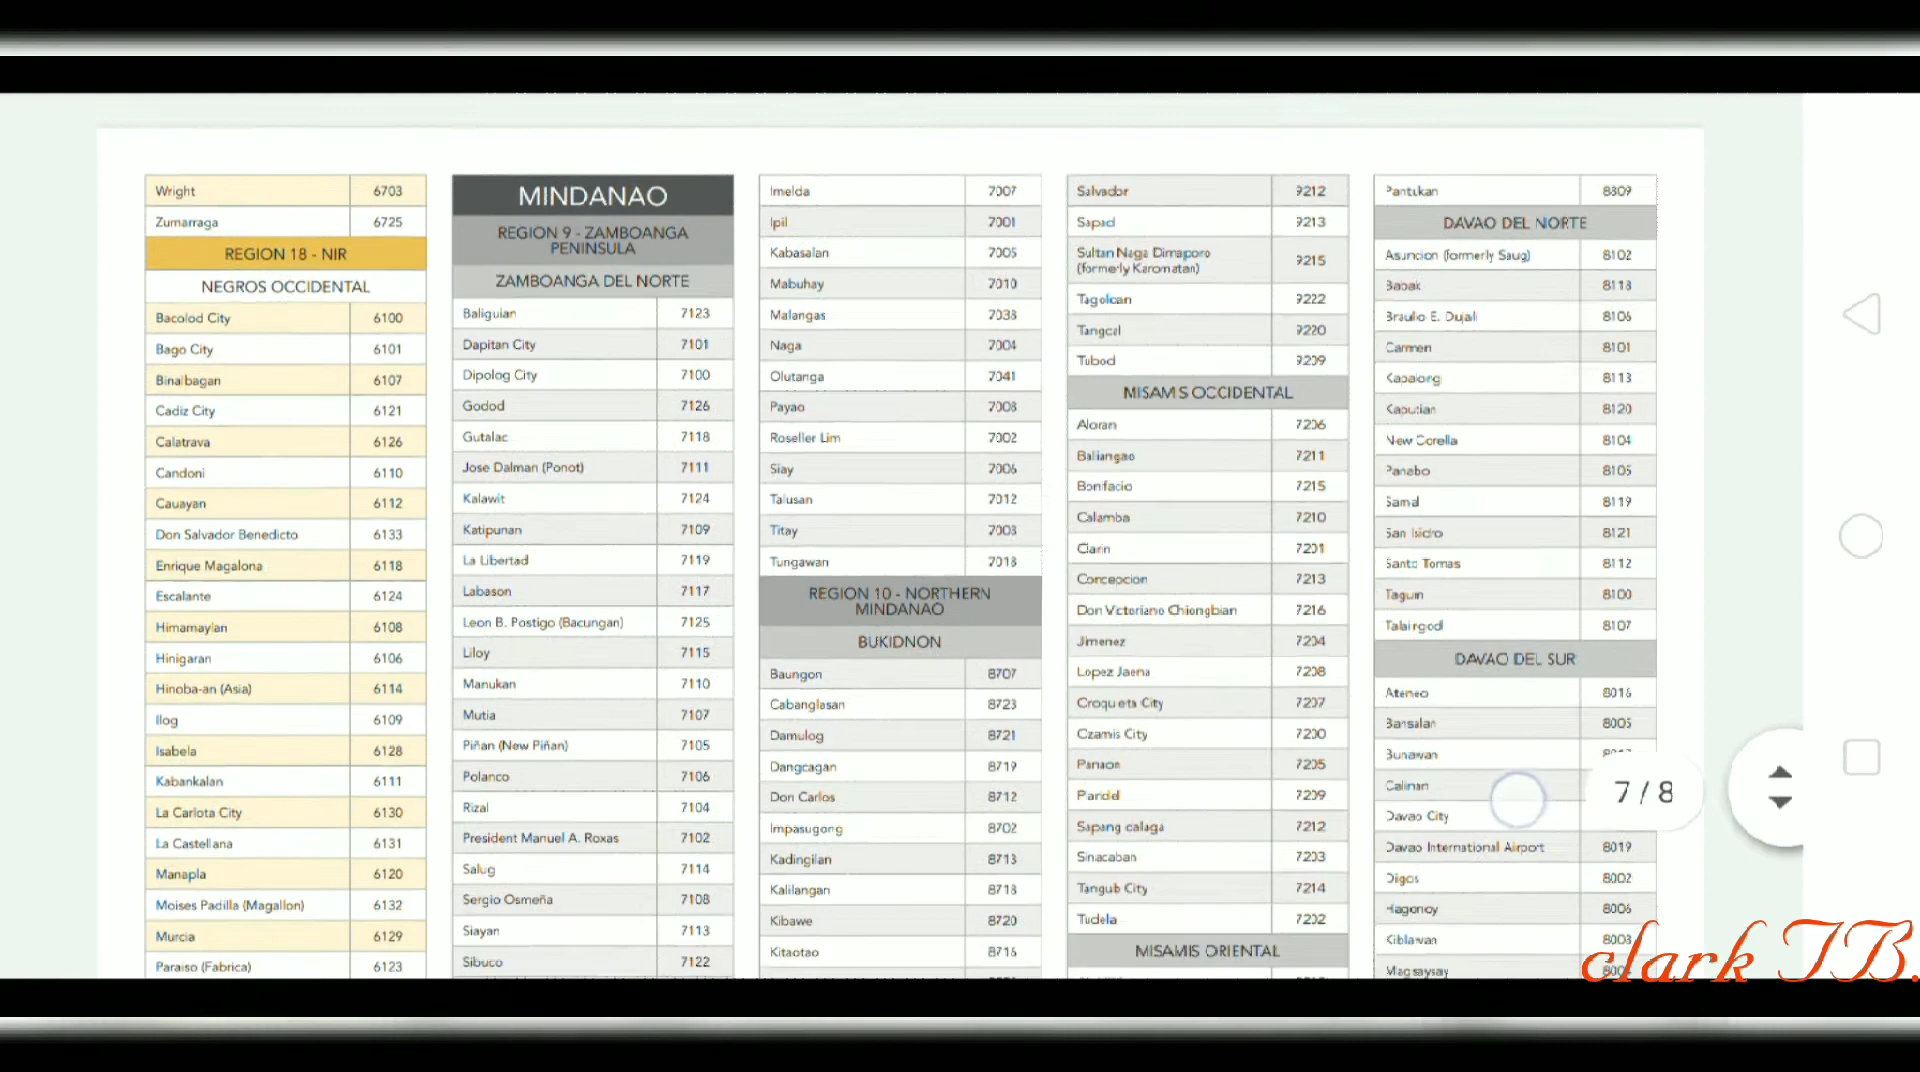 Wright 6703
Zumarraga 6725
REGION 18 - NIR
NEGROS OCCIDENTAL
Bacolod City 6100
Bago City 6101
Binalbagan 6107
Cadiz City 6121
Calatrava 6126
Candoni 6110
Cauayan 6112
Don Salvador Benedicto 6133
Enrique Magalona 6118
Escalante 6124
Himamaylan 6108
Hinigaran 6106
Hinoba-an (Asia) 6114
Ilog 6109
Isabela 6128
Kabankalan 6111
La Carlota City 6130
La Castellana 6131
Manapla 6120
Moises Padilla (Magallon) 6132
Murcia 6129
Paraiso (Fabrica) 6123
MINDANAO
REGION 9 - ZAMBOANGA
PENINSULA
ZAMBOANGA DEL NORTE
Baliguian 7123
Dapitan City 7101
Dipolog City 7100
Godod 7126
Gutalac 7118
Jose Dalman (Ponot) 7111
Kalawit 7124
Katipunan 7109
La Libertad 7119
Labason 7117
Leon B. Postigo (Bacungan) 7125
Liloy 7115
Manukan 7110
Mutia 7107
Piñan (New Piñan) 7105
Polanco 7106
Rizal 7104
President Manuel A. Roxas 7102
Salug 7114
Sergio Osmeña 7108
Siayan 7113
Sibuco 7122
Imelda 7007
Ipil 7001
Kabasalan 7005
Mabuhay 7010
Malangas 7038
Naga 7004
Olutanga 7041
Payao 7008
Roseller Lim 7002
Siay 7006
Talusan 7012
Titay 7003
Tungawan 7018
REGION 10 - NORTHERN
MINDANAO
BUKIDNON
Baungon 8707
Cabanglasan 8723
Damulog 8721
Dangcagan 8719
Don Carlos 8712
Impasugong 8702
Kadingilan 8713
Kalilangan 8718
Kibawe 8720
Kitaotao 8716
Salvador 9212
Sapad 9213
Sultan Naga Dimaporo
(formerly Karomatan) 9215
Tagoloan 9222
Tangcal 9220
Tubod 9209
MISAMIS OCCIDENTAL
Aloran 7206
Baliangao 7211
Bonifacio 7215
Calamba 7210
Clarin 7201
Concepcion 7213
Don Victoriano Chiongbian 7216
Jimenez 7204
Lopez Jaena 7208
Oroquieta City 7207
Ozamis City 7200
Panaon 7205
Plaridel 7209
Sapang Dalaga 7212
Sinacaban 7203
Tangub City 7214
Tudela 7202
MISAMIS ORIENTAL
Pantukan 8809
DAVAO DEL NORTE
Asuncion (formerly Saug) 8102
Babak 8118
Braulio E. Dujali 8106
Carmen 8101
Kapalong 8113
Kaputian 8120
New Corella 8104
Panabo 8105
Samal 8119
San Isidro 8121
Santo Tomas 8112
Tagum 8100
Talaingod 8107
DAVAO DEL SUR
Ateneo 8016
Bansalan 8005
Bunawan
Calinan
Davao City
Davao International Airport 8019
Digos 8002
Hagonoy 8006
Kiblawan 8008
Magsaysay
7 / 8
clark TB.